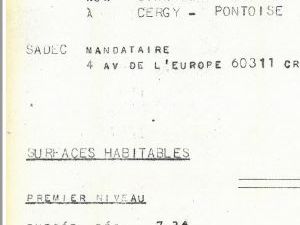 À CERGY - PONTOISE
SADEC MANDATAIRE
4 AV DE L'EUROPE 60311 CR
SURFACES HABITABLES
PREMIER NIVEAU